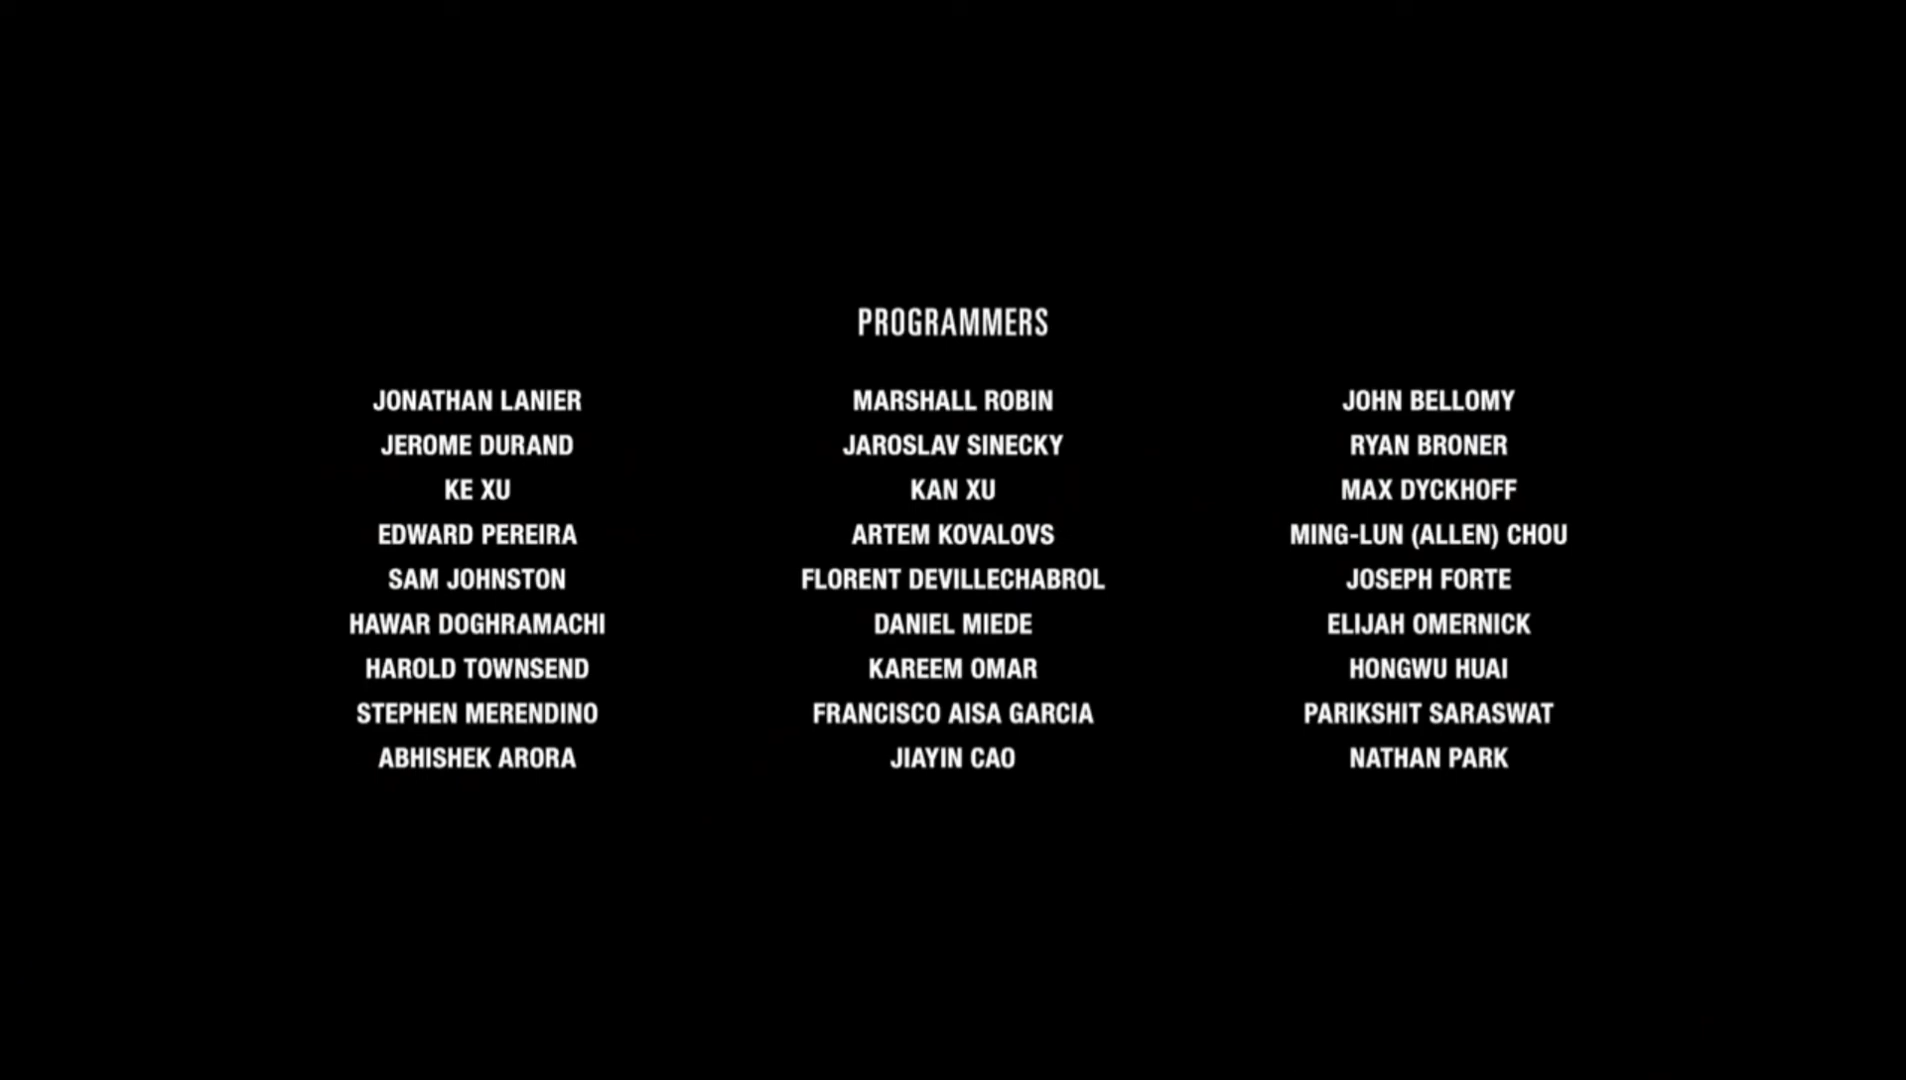 PROGRAMMERS
JONATHAN LANIER MARSHALL ROBIN JOHN BELLOMY
JEROME DURAND JAROSLAV SINECKY RYAN BRONER
KE XU KAN XU MAX DYCKHOFF
EDWARD PEREIRA ARTEM KOVALOVS MING-LUN (ALLEN) CHOU
SAM JOHNSTON FLORENT DEVILLECHABROL JOSEPH FORTE
HAWAR DOGHRAMACHI DANIEL MIEDE ELIJAH OMERNICK
HAROLD TOWNSEND KAREEM OMAR HONGWU HUAI
STEPHEN MERENDINO FRANCISCO AISA GARCIA PARIKSHIT SARASWAT
ABHISHEK ARORA JIAYIN CAO NATHAN PARK